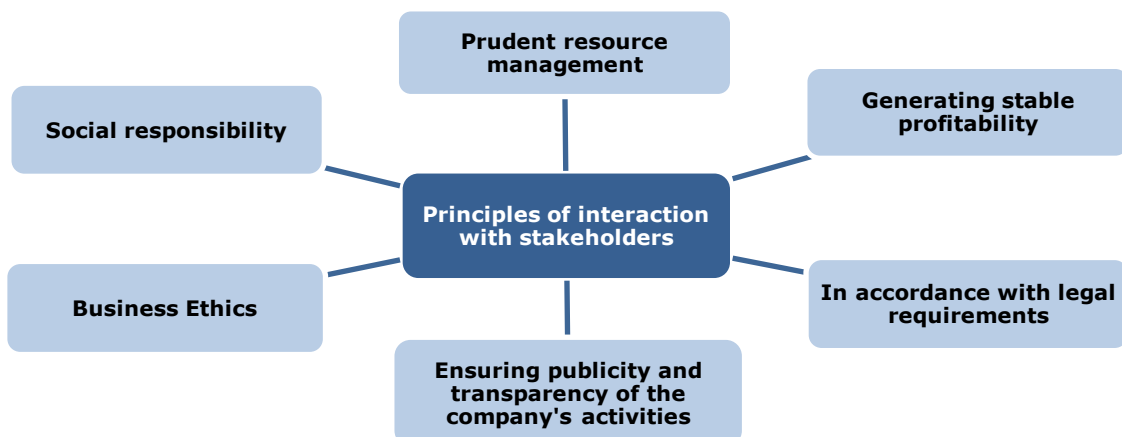 Prudent resource
management
Generating stable
profitability
Social responsibility
Principles of interaction
with stakeholders
Business Ethics
In accordance with legal
requirements
Ensuring publicity and
transparency of the
company's activities